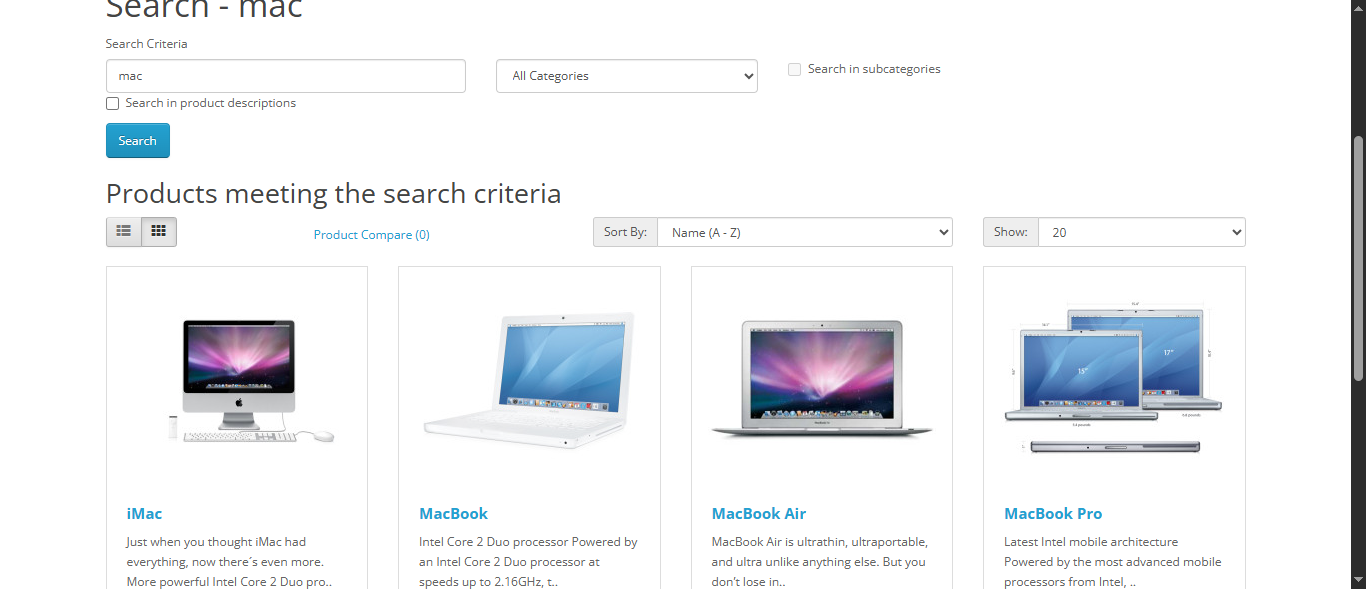 Search - mac
Search Criteria
mac
All Categories
Search in subcategories
Search in product descriptions
Search
Products meeting the search criteria
Product Compare (0)
Sort By:
Name (A - Z)
Show:
20
15"
17"
iMac
MacBook
MacBook Air
MacBook Pro
Just when you thought iMac had
everything, now there´s even more.
More powerful Intel Core 2 Duo pro..
Intel Core 2 Duo processor Powered by
an Intel Core 2 Duo processor at
speeds up to 2.16GHz, t..
MacBook Air is ultrathin, ultraportable,
and ultra unlike anything else. But you
don’t lose in..
Latest Intel mobile architecture
Powered by the most advanced mobile
processors from Intel, ..